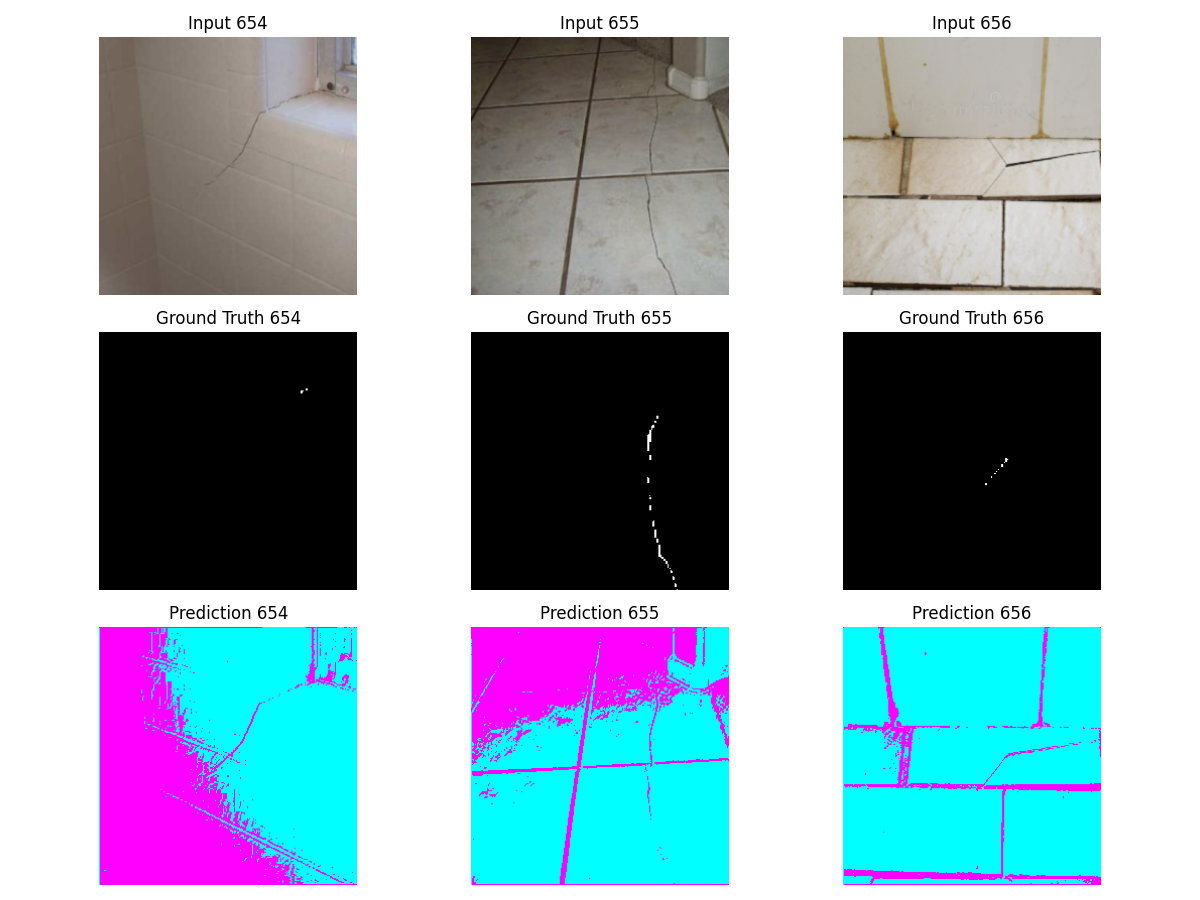 Input 654
Input 655
Input 656
Ground Truth 654
Ground Truth 655
Ground Truth 656
Prediction 654
Prediction 655
Prediction 656